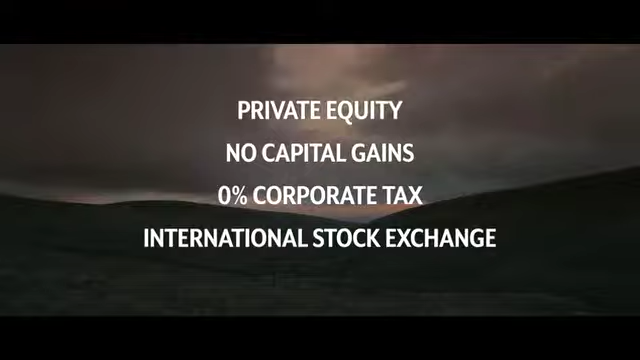 PRIVATE EQUITY
NO CAPITAL GAINS
0% CORPORATE TAX
INTERNATIONAL STOCK EXCHANGE